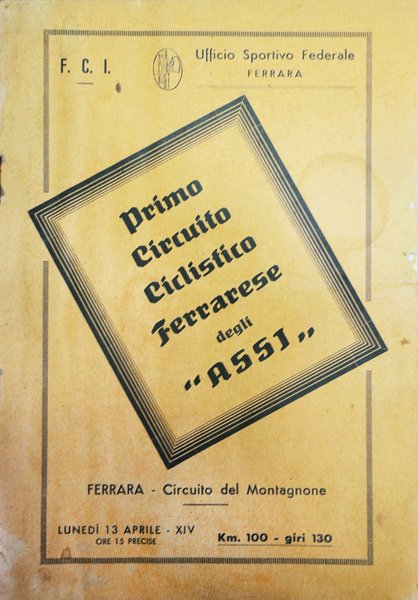 F. C. I.
Ufficio Sportivo Federale
FERRARA
Primo
Circuito
Ciclistico
Ferrarese
degli
“ASSI„
FERRARA - Circuito del Montagnone
LUNEDÌ 13 APRILE - XIV
ORE 15 PRECISE
Km. 100 - giri 130